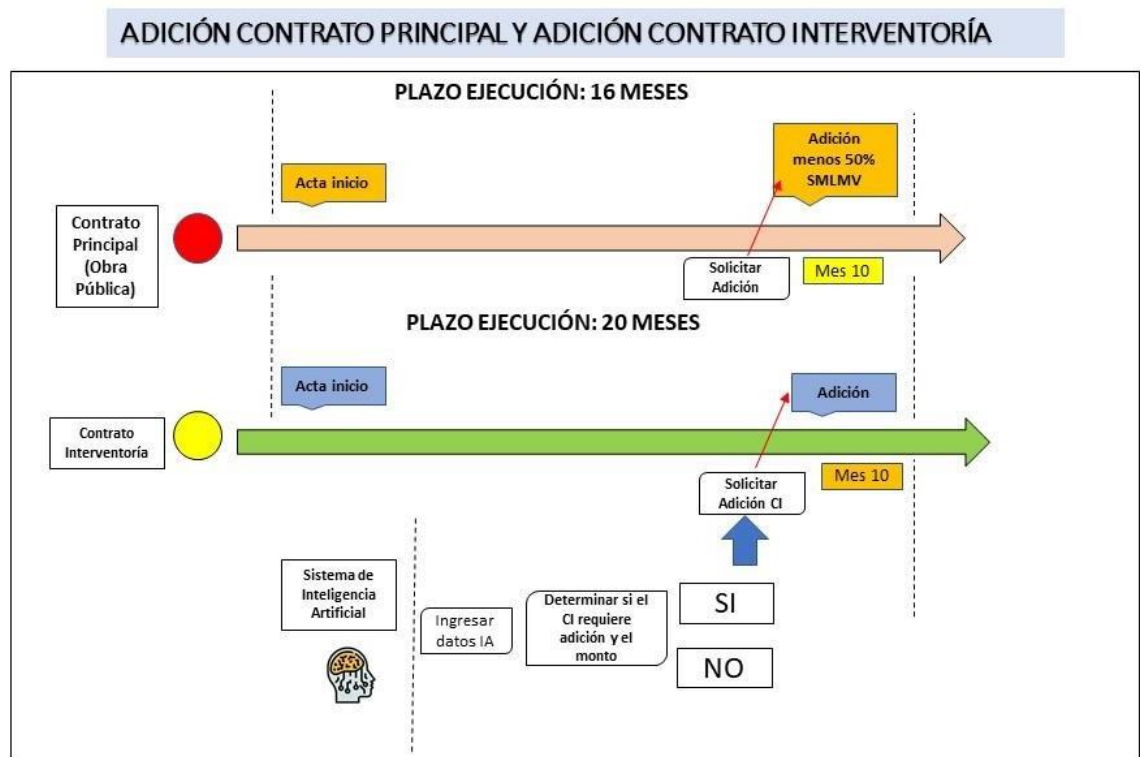 ADICIÓN CONTRATO PRINCIPAL Y ADICIÓN CONTRATO INTERVENTORÍA
PLAZO EJECUCIÓN: 16 MESES
Acta inicio
Adición
menos 50%
SMLMV
Contrato
Principal
(Obra
Pública)
Solicitar
Adición
Mes 10
PLAZO EJECUCIÓN: 20 MESES
Acta inicio
Adición
Contrato
Interventoría
Solicitar
Adición CI
Mes 10
Sistema de
Inteligencia
Artificial
Ingresar
datos IA
Determinar si el
CI requiere
adición y el
monto
SI
NO